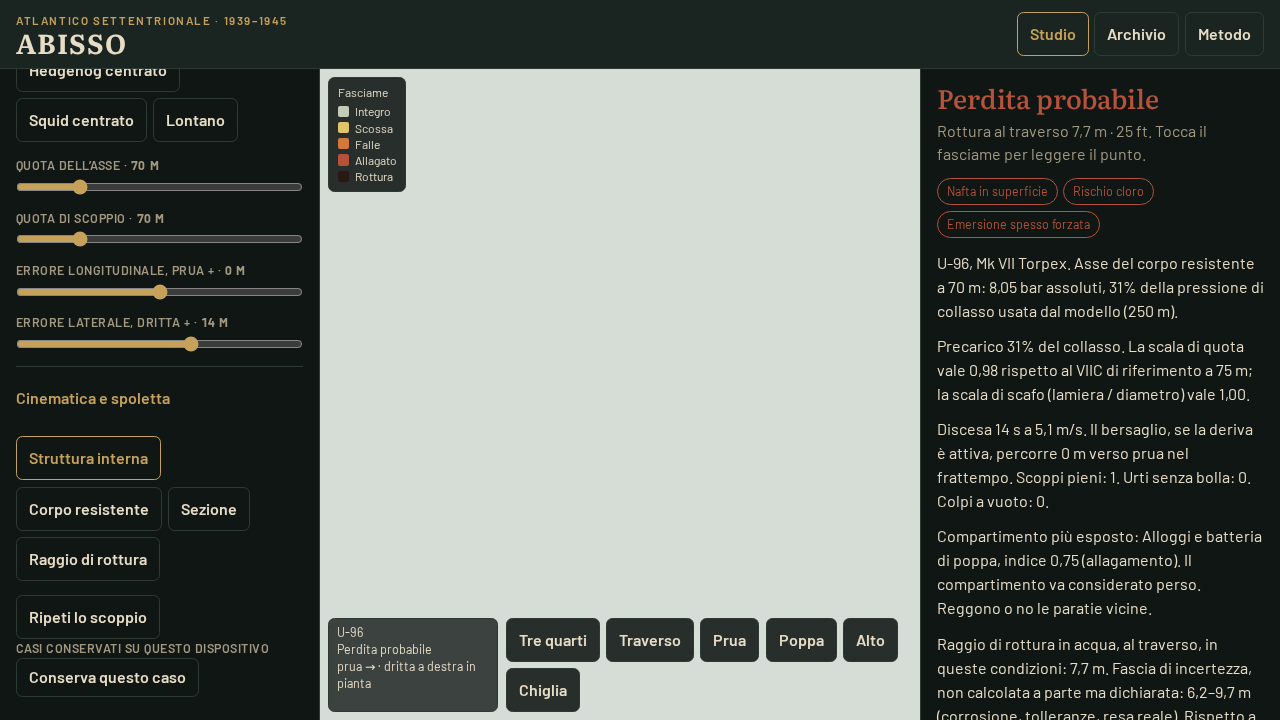 ATLANTICO SETTENTRIONALE · 1939–1945
ABISSO
Studio
Archivio
Metodo
Hedgehog centrato
Squid centrato
Lontano
QUOTA DELL'ASSE · 70 M
QUOTA DI SCOPPIO · 70 M
ERRORE LONGITUDINALE, PRUA + · 0 M
ERRORE LATERALE, DRITTA + · 14 M
Cinematica e spoletta
Struttura interna
Corpo resistente
Sezione
Raggio di rottura
Ripeti lo scoppio
CASI CONSERVATI SU QUESTO DISPOSITIVO
Conserva questo caso
Fasciame
Integro
Scossa
Falle
Allagato
Rottura
U-96
Perdita probabile
prua → · dritta a destra in
pianta
Tre quarti
Traverso
Prua
Poppa
Alto
Chiglia
Perdita probabile
Rottura al traverso 7,7 m · 25 ft. Tocca il
fasciame per leggere il punto.
Nafta in superficie
Rischio cloro
Emersione spesso forzata
U-96, Mk VII Torpex. Asse del corpo resistente
a 70 m: 8,05 bar assoluti, 31% della pressione di
collasso usata dal modello (250 m).
Precarico 31% del collasso. La scala di quota
vale 0,98 rispetto al VIIC di riferimento a 75 m;
la scala di scafo (lamiera / diametro) vale 1,00.
Discesa 14 s a 5,1 m/s. Il bersaglio, se la deriva
è attiva, percorre 0 m verso prua nel
frattempo. Scoppi pieni: 1. Urti senza bolla: 0.
Colpi a vuoto: 0.
Compartimento più esposto: Alloggi e batteria
di poppa, indice 0,75 (allagamento). Il
compartimento va considerato perso.
Reggono o no le paratie vicine.
Raggio di rottura in acqua, al traverso, in
queste condizioni: 7,7 m. Fascia di incertezza,
non calcolata a parte ma dichiarata: 6,2–9,7 m
(corrosione, tolleranze, resa reale). Rispetto a